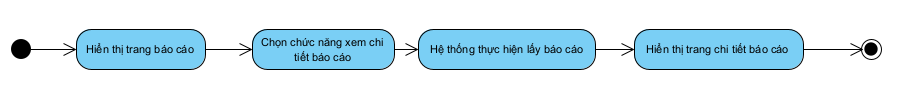 Hiển thị trang báo cáo
Chọn chức năng xem chi
tiết báo cáo
Hệ thống thực hiện lấy báo cáo
Hiển thị trang chi tiết báo cáo